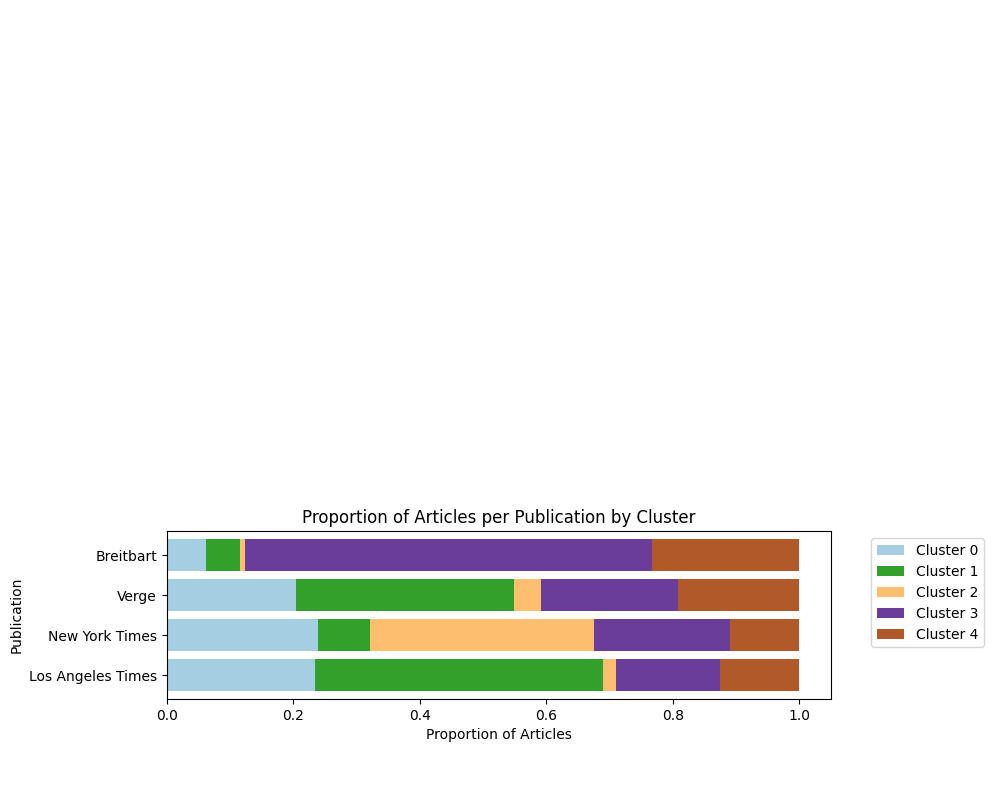 Proportion of Articles per Publication by Cluster
Publication
Breitbart
Verge
New York Times
Los Angeles Times
0.0 0.2 0.4 0.6 0.8 1.0
Proportion of Articles
Cluster 0
Cluster 1
Cluster 2
Cluster 3
Cluster 4